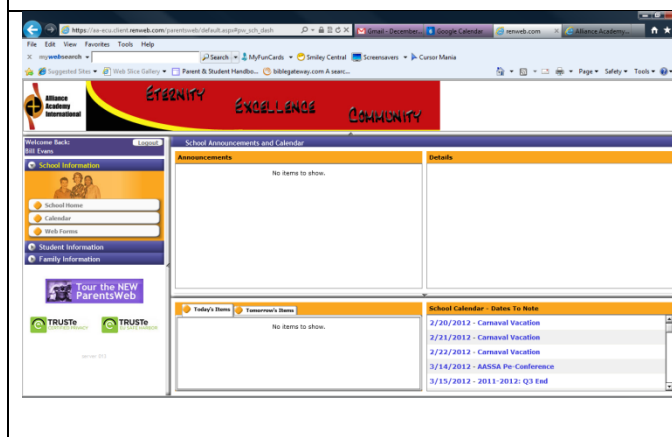 https://aa-ecu.client.renweb.com/parentsweb/default.aspx#pw_sch_dash
Gmail - December...
Google Calendar
renweb.com
Alliance Academy...
File Edit View Favorites Tools Help
X mywebsearch Search MyFunCards Smiley Central Screensavers Cursor Mania
Suggested Sites Web Slice Gallery Parent & Student Handbo... biblegateway.com A searc...
Page Safety Tools
Alliance
Academy
International
ETERNITY
EXCELLENCE
COMMUNITY
Welcome Back:
Logout
Bill Evans
School Information
School Home
Calendar
Web Forms
Student Information
Family Information
Tour the NEW
ParentsWeb
TRUSTe
CERTIFIED PRIVACY
TRUSTe
School Announcements and Calendar
Announcements
No items to show.
Details
Today's Items
Tomorrow's Items
No items to show.
School Calendar - Dates To Note
2/20/2012 - Carnaval Vacation
2/21/2012 - Carnaval Vacation
2/22/2012 - Carnaval Vacation
3/14/2012 - AASSA Pe-Conference
3/15/2012 - 2011-2012: Q3 End